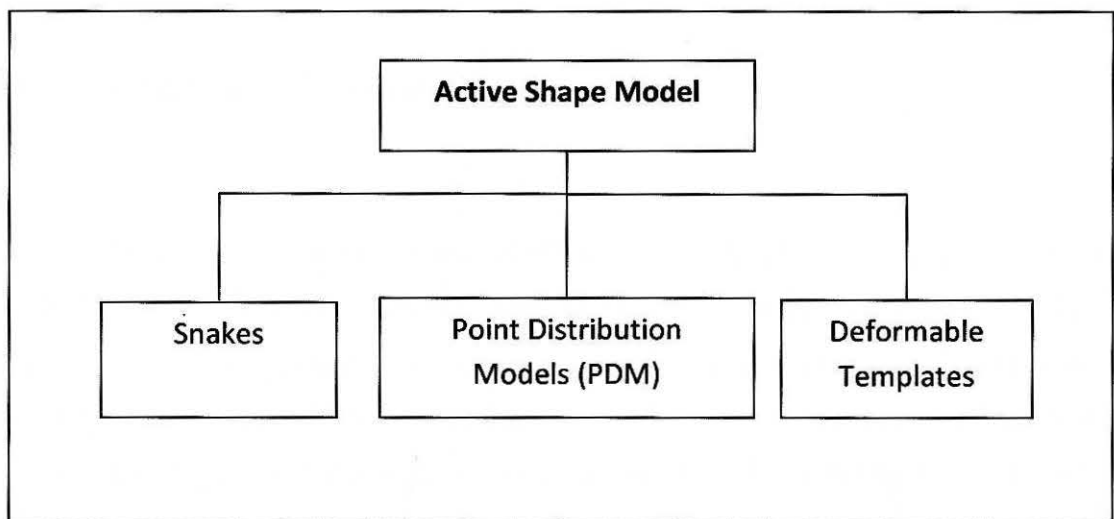 Active Shape Model
Snakes
Point Distribution
Models (PDM)
Deformable
Templates